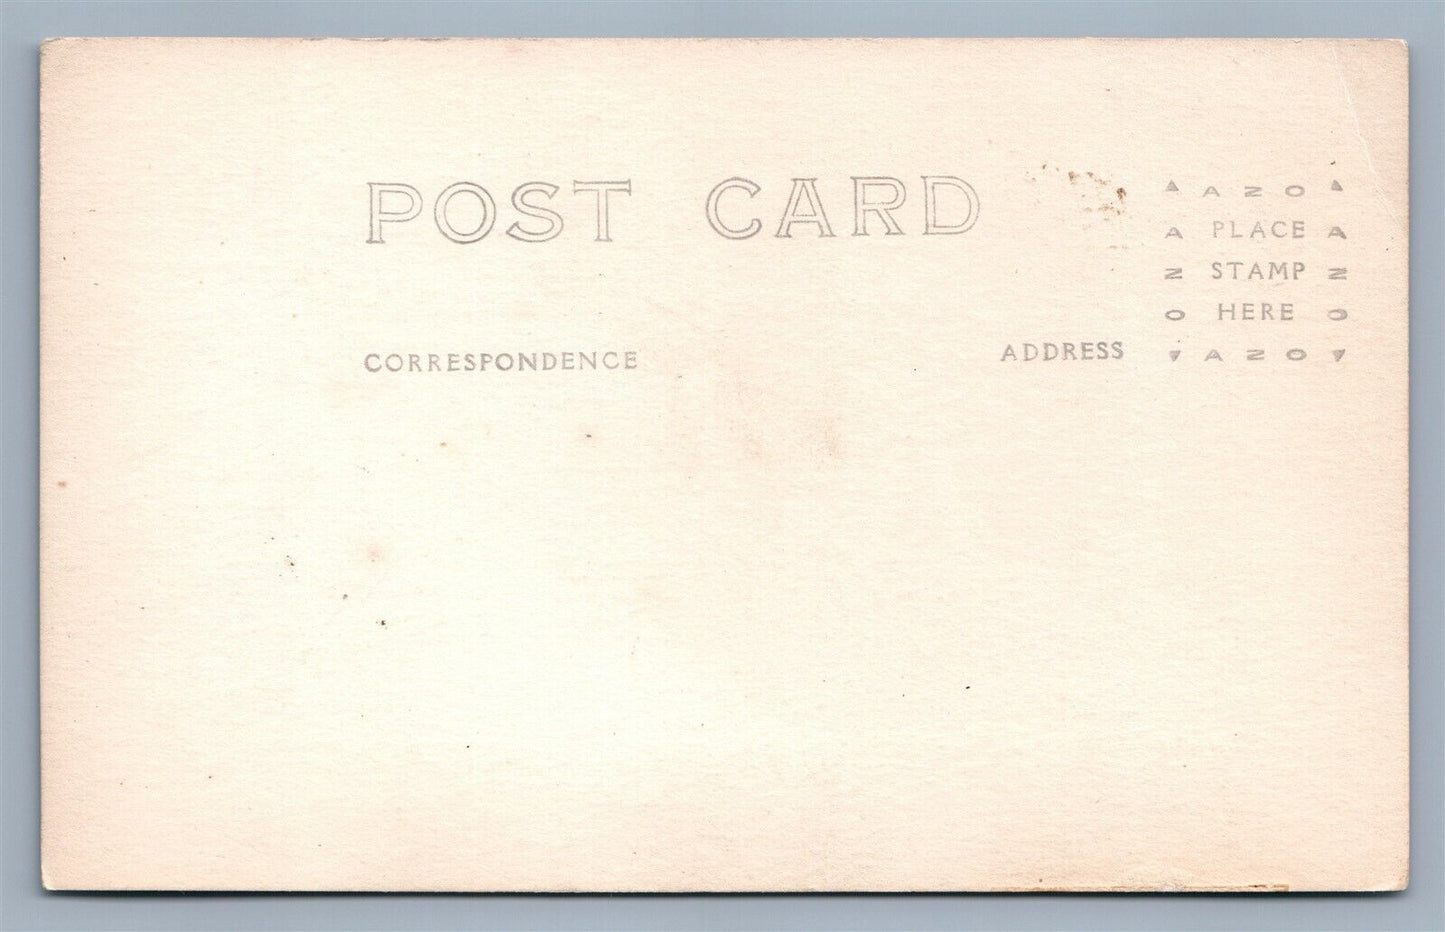 POST CARD
CORRESPONDENCE
ADDRESS
▲ AZO ▲
A PLACE A
Z STAMP Z
O HERE O
▼ AZO ▼